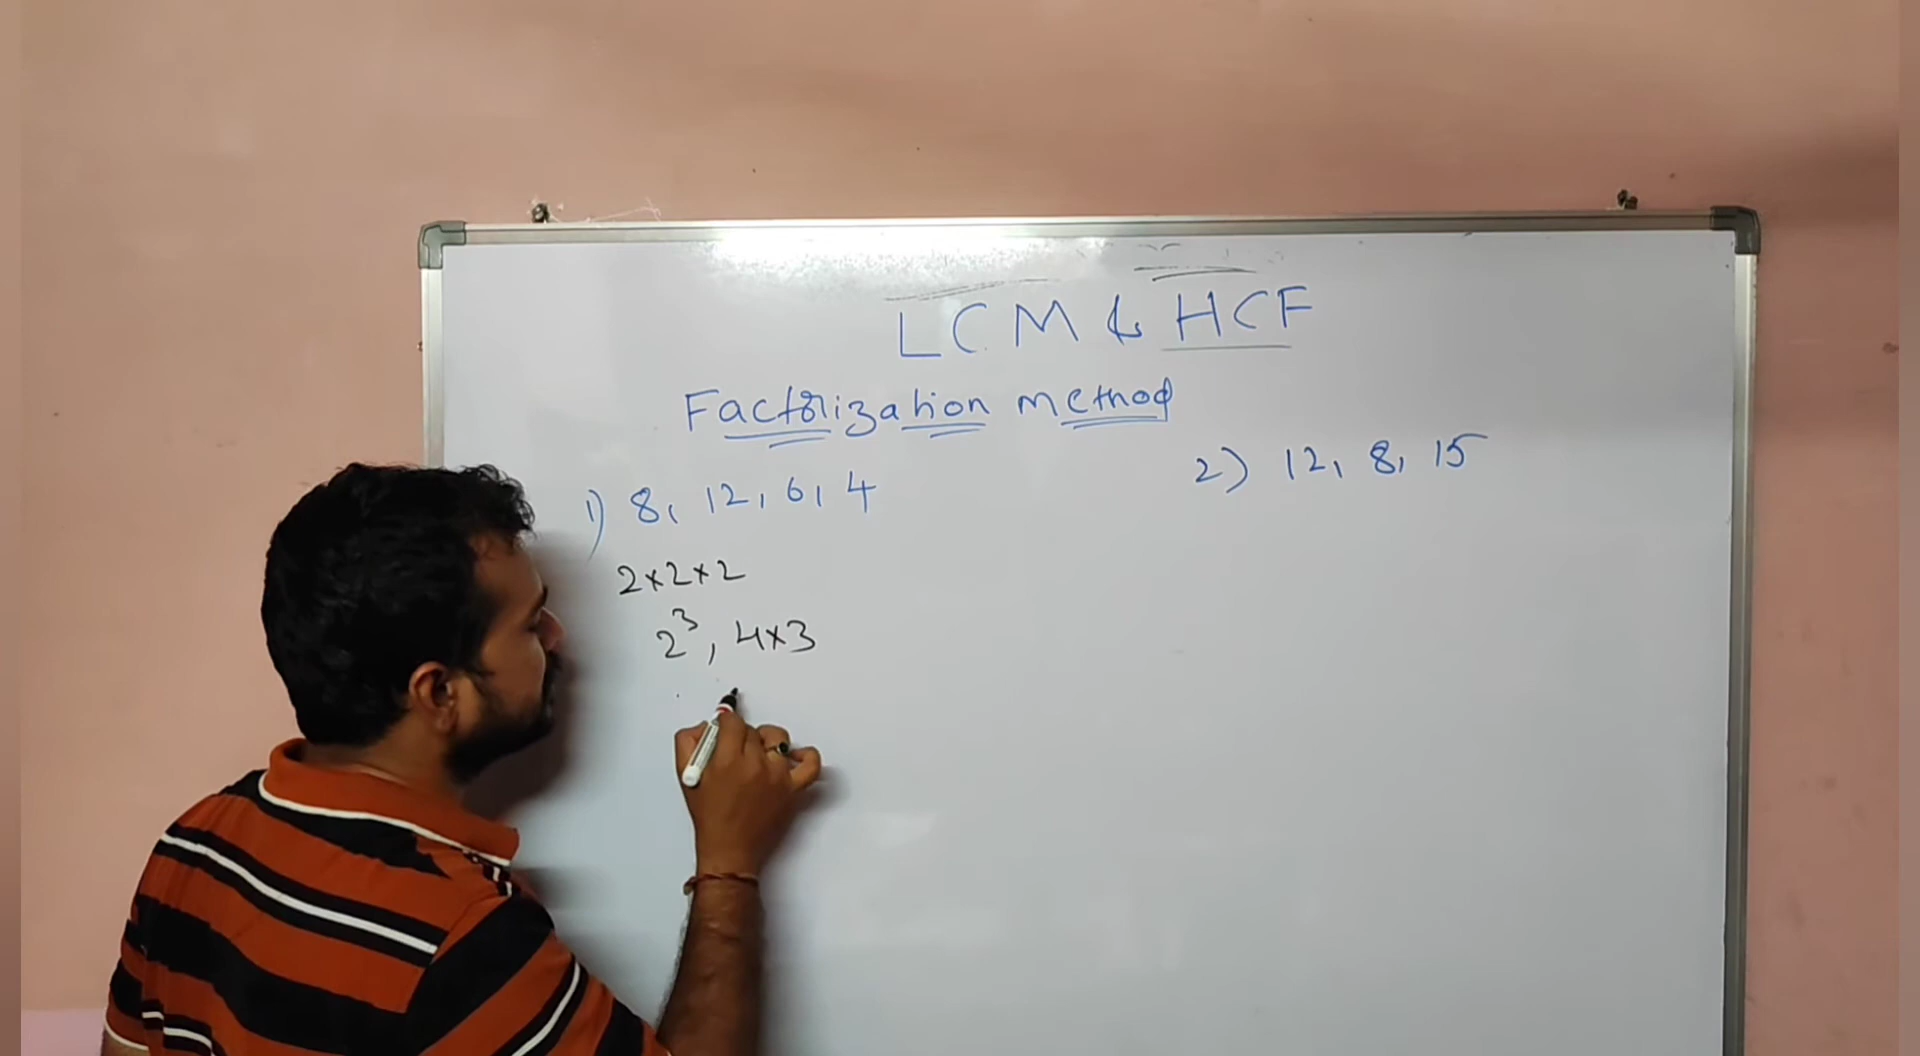 LCM & HCF
Factorization method
1) 8, 12, 6, 4
2×2×2
2³, 4×3
2) 12, 8, 15